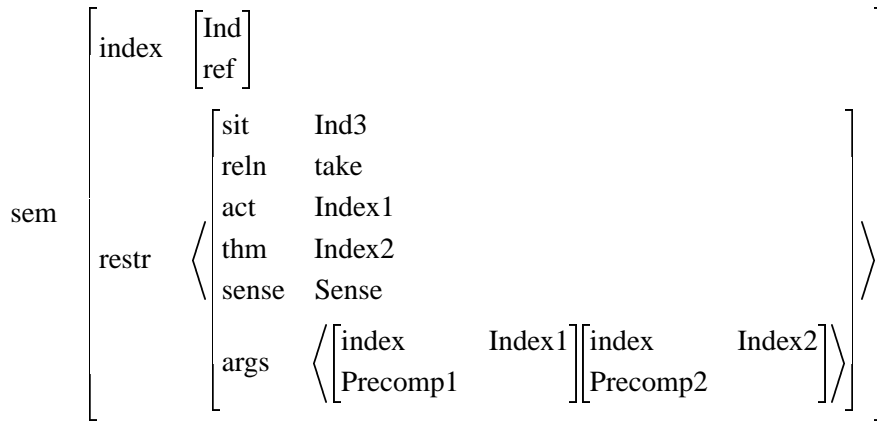 index Ind
ref
sit Ind3
reln take
act Index1
sem
restr
thm Index2
sense Sense
args index Index1 index Index2
Precomp1 Precomp2